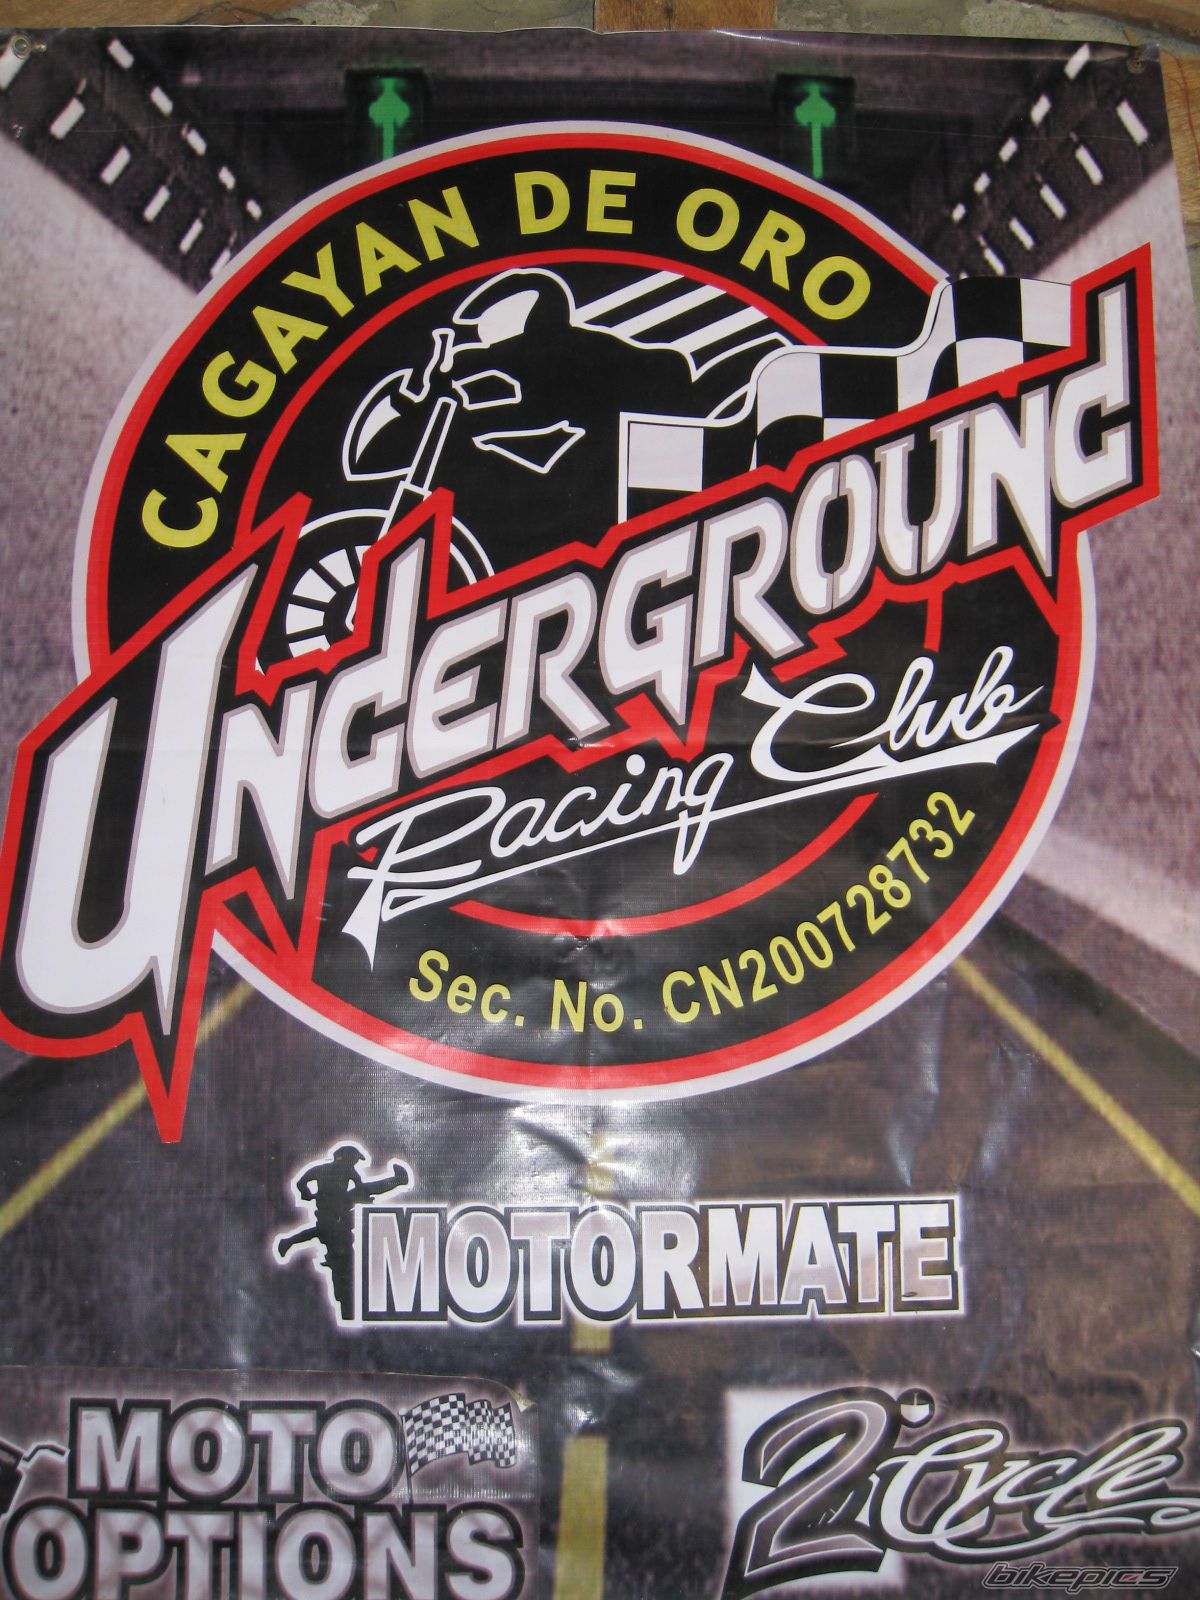 CAGAYAN DE ORO
UNDERGROUND
Racing Club
Sec. No. CN200728732
MOTORMATE
MOTO
OPTIONS
2 Cycle
bikepics